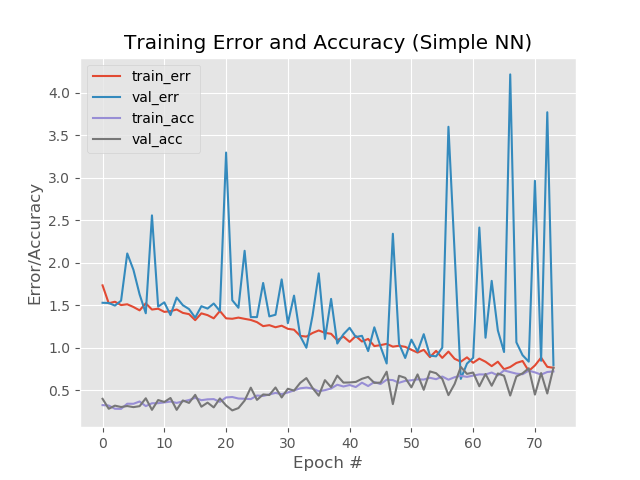 Training Error and Accuracy (Simple NN)
train_err
val_err
train_acc
val_acc
4.0
3.5
3.0
2.5
2.0
1.5
1.0
0.5
Error/Accuracy
0 10 20 30 40 50 60 70
Epoch #